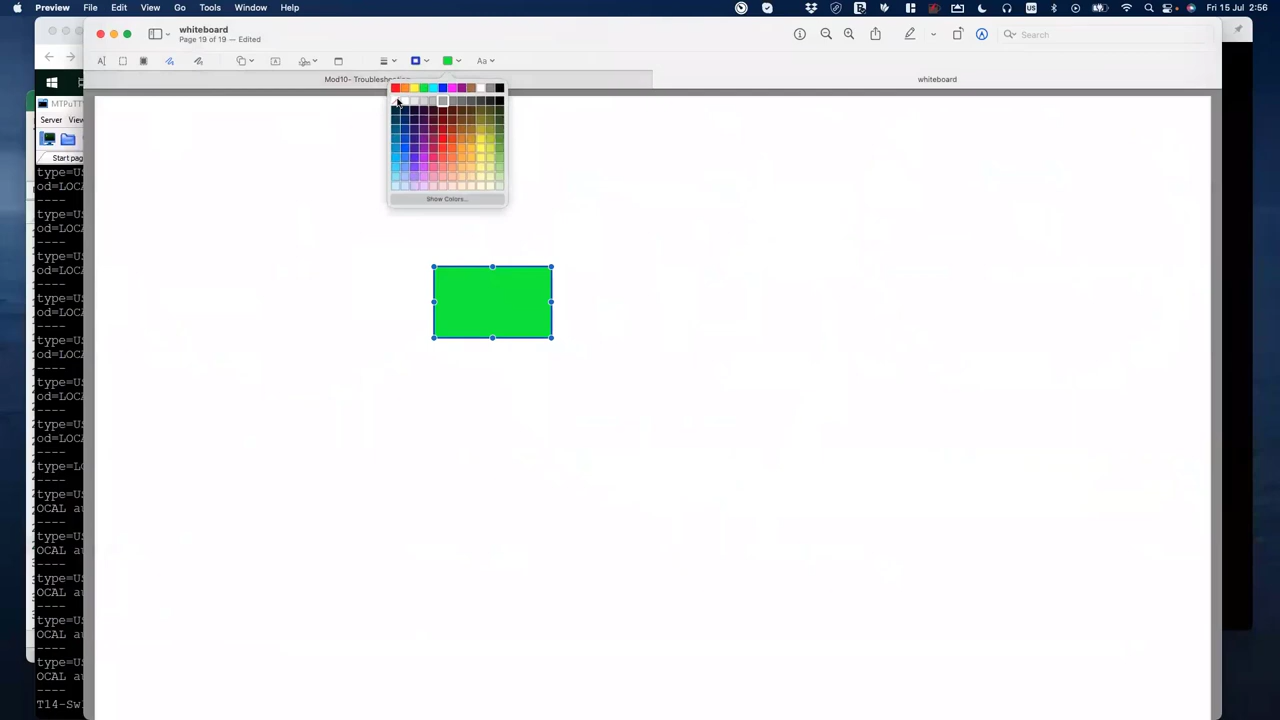 Preview File Edit View Go Tools Window Help
Fri 15 Jul 2:56
whiteboard
Page 19 of 19 — Edited
Search
Aa
whiteboard
Show Colors...
MTPuTT
Server View
Start pag
type=U
od=LOCA
----
type=U
od=LOCA
----
type=U
od=LOCA
----
type=U
od=LOCA
----
type=U
od=LOCA
----
type=U
od=LOCA
----
type=U
od=LOCA
----
type=L
----
type=U
OCAL a
----
type=U
OCAL a
----
type=U
OCAL a
----
type=U
OCAL a
----
type=U
OCAL a
----
T14-Sw